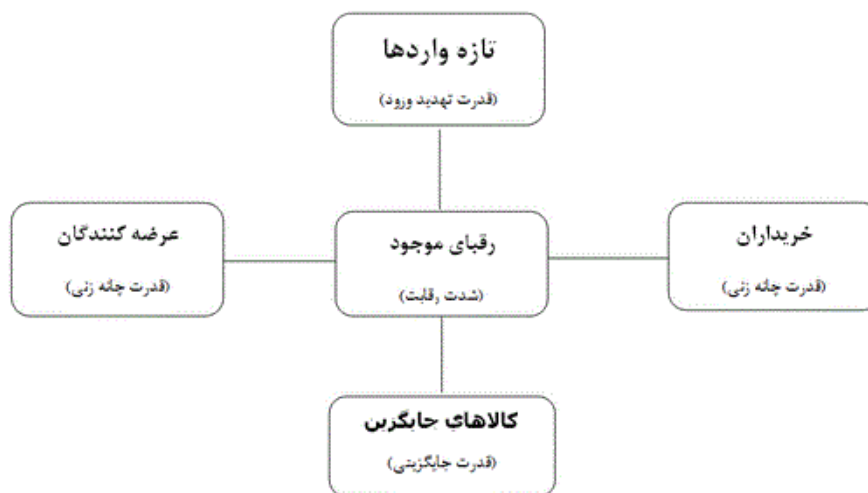 تازه واردها
(قدرت تهدید ورود)
خریداران
(قدرت چانه زنی)
رقبای موجود
(شدت رقابت)
عرضه کنندگان
(قدرت چانه زنی)
کالاهای جایگزین
(قدرت جایگزینی)